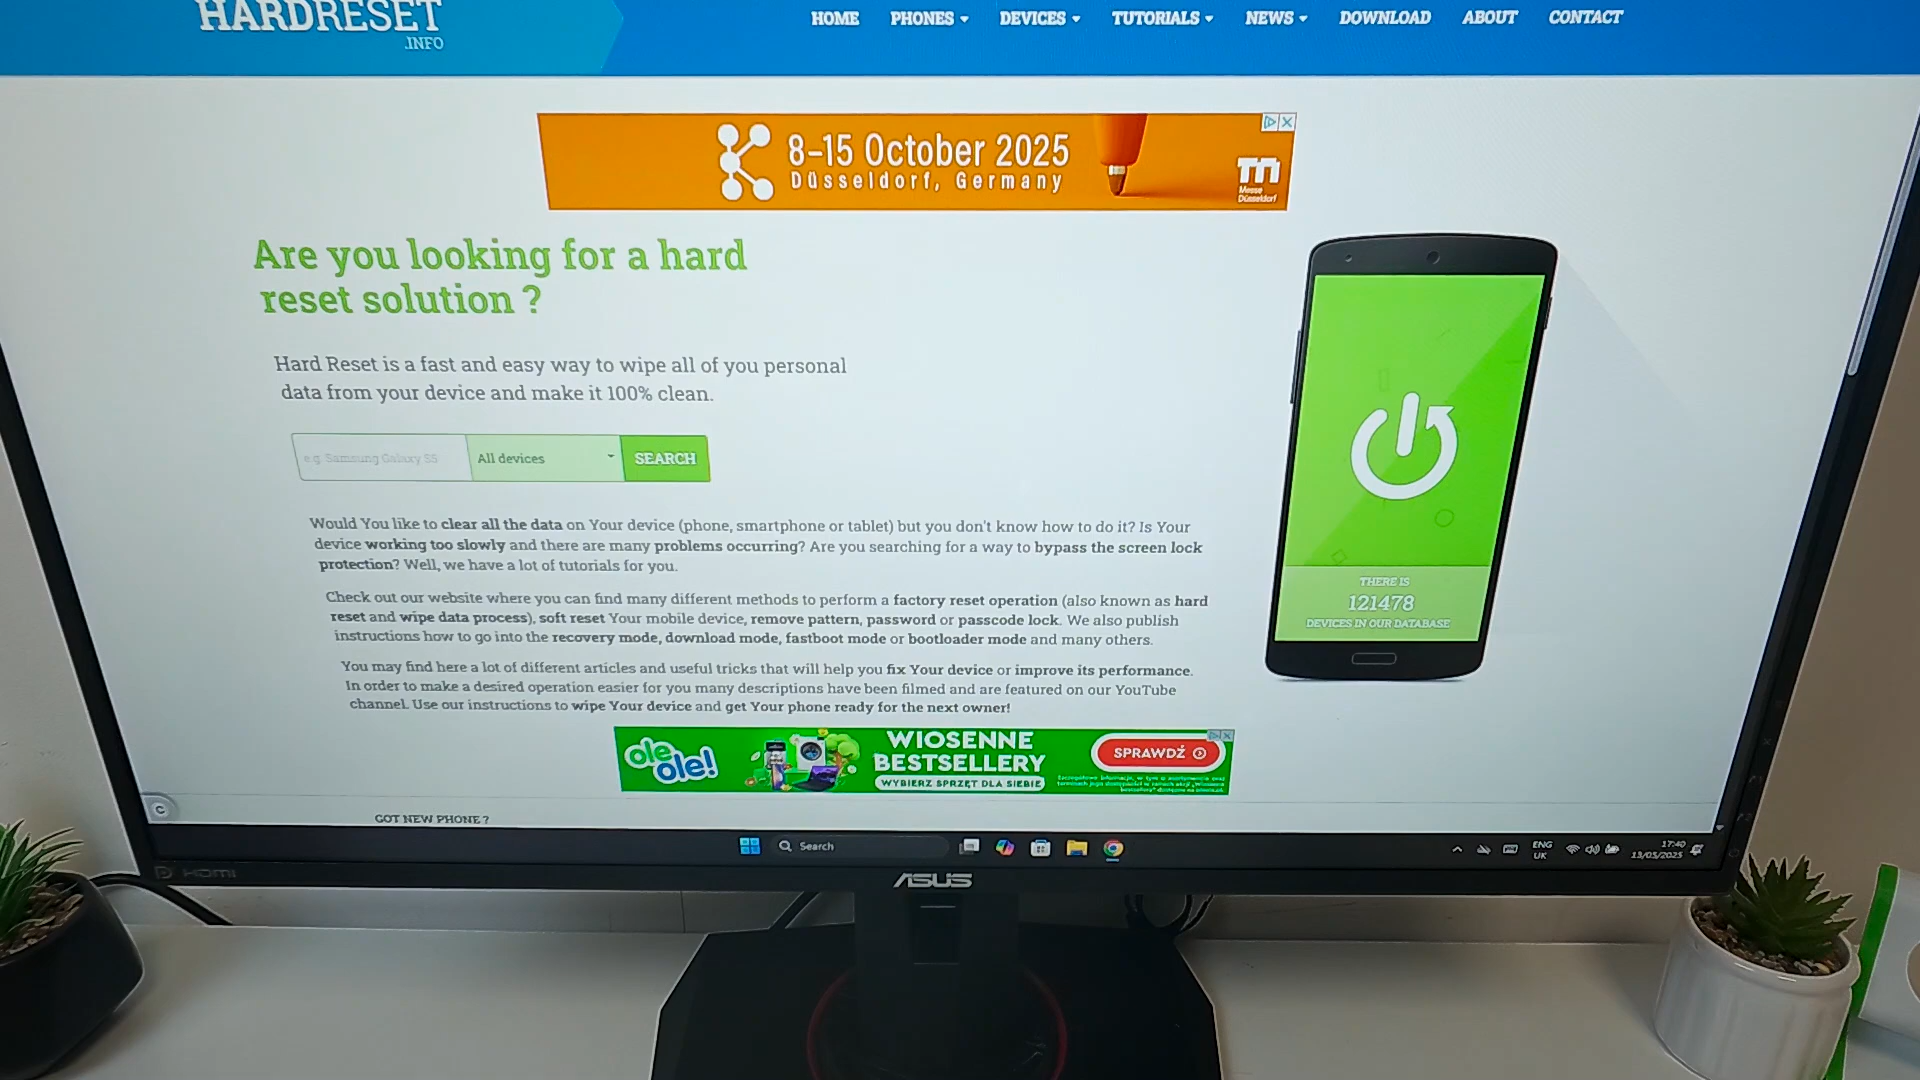 HARDRESET
.INFO
HOME
PHONES
DEVICES
TUTORIALS
NEWS
DOWNLOAD
ABOUT
CONTACT
8-15 October 2025
Düsseldorf, Germany
Messe
Düsseldorf
Are you looking for a hard
reset solution ?
Hard Reset is a fast and easy way to wipe all of you personal
data from your device and make it 100% clean.
e.g. Samsung Galaxy S5
All devices
SEARCH
Would You like to clear all the data on Your device (phone, smartphone or tablet) but you don't know how to do it? Is Your
device working too slowly and there are many problems occurring? Are you searching for a way to bypass the screen lock
protection? Well, we have a lot of tutorials for you.
Check out our website where you can find many different methods to perform a factory reset operation (also known as hard
reset and wipe data process), soft reset Your mobile device, remove pattern, password or passcode lock. We also publish
instructions how to go into the recovery mode, download mode, fastboot mode or bootloader mode and many others.
You may find here a lot of different articles and useful tricks that will help you fix Your device or improve its performance.
In order to make a desired operation easier for you many descriptions have been filmed and are featured on our YouTube
channel. Use our instructions to wipe Your device and get Your phone ready for the next owner!
THERE IS
121478
DEVICES IN OUR DATABASE
ole
ole!
WIOSENNE
BESTSELLERY
WYBIERZ SPRZĘT DLA SIEBIE
SPRAWDŹ
C
GOT NEW PHONE ?
Search
ENG
UK
17:40
13/05/2025
HDMI
ASUS